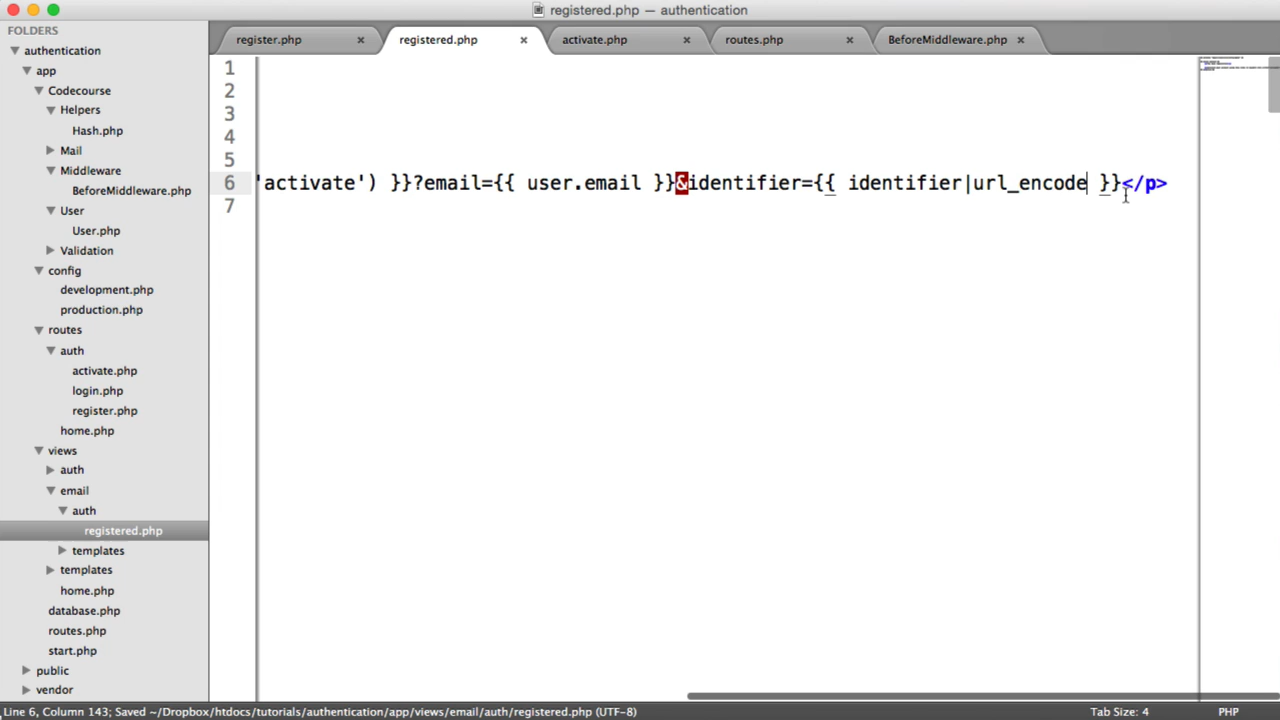 registered.php — authentication
FOLDERS
authentication
app
Codecourse
Helpers
Hash.php
Mail
Middleware
BeforeMiddleware.php
User
User.php
Validation
config
development.php
production.php
routes
auth
activate.php
login.php
register.php
home.php
views
auth
email
auth
registered.php
templates
templates
home.php
database.php
routes.php
start.php
public
vendor
register.php × registered.php × activate.php × routes.php × BeforeMiddleware.php ×
1
2
3
4
5
6 'activate') }}?email={{ user.email }}&identifier={{ identifier|url_encode }}</p>
7
Line 6, Column 143; Saved ~/Dropbox/htdocs/tutorials/authentication/app/views/email/auth/registered.php (UTF-8) Tab Size: 4 PHP